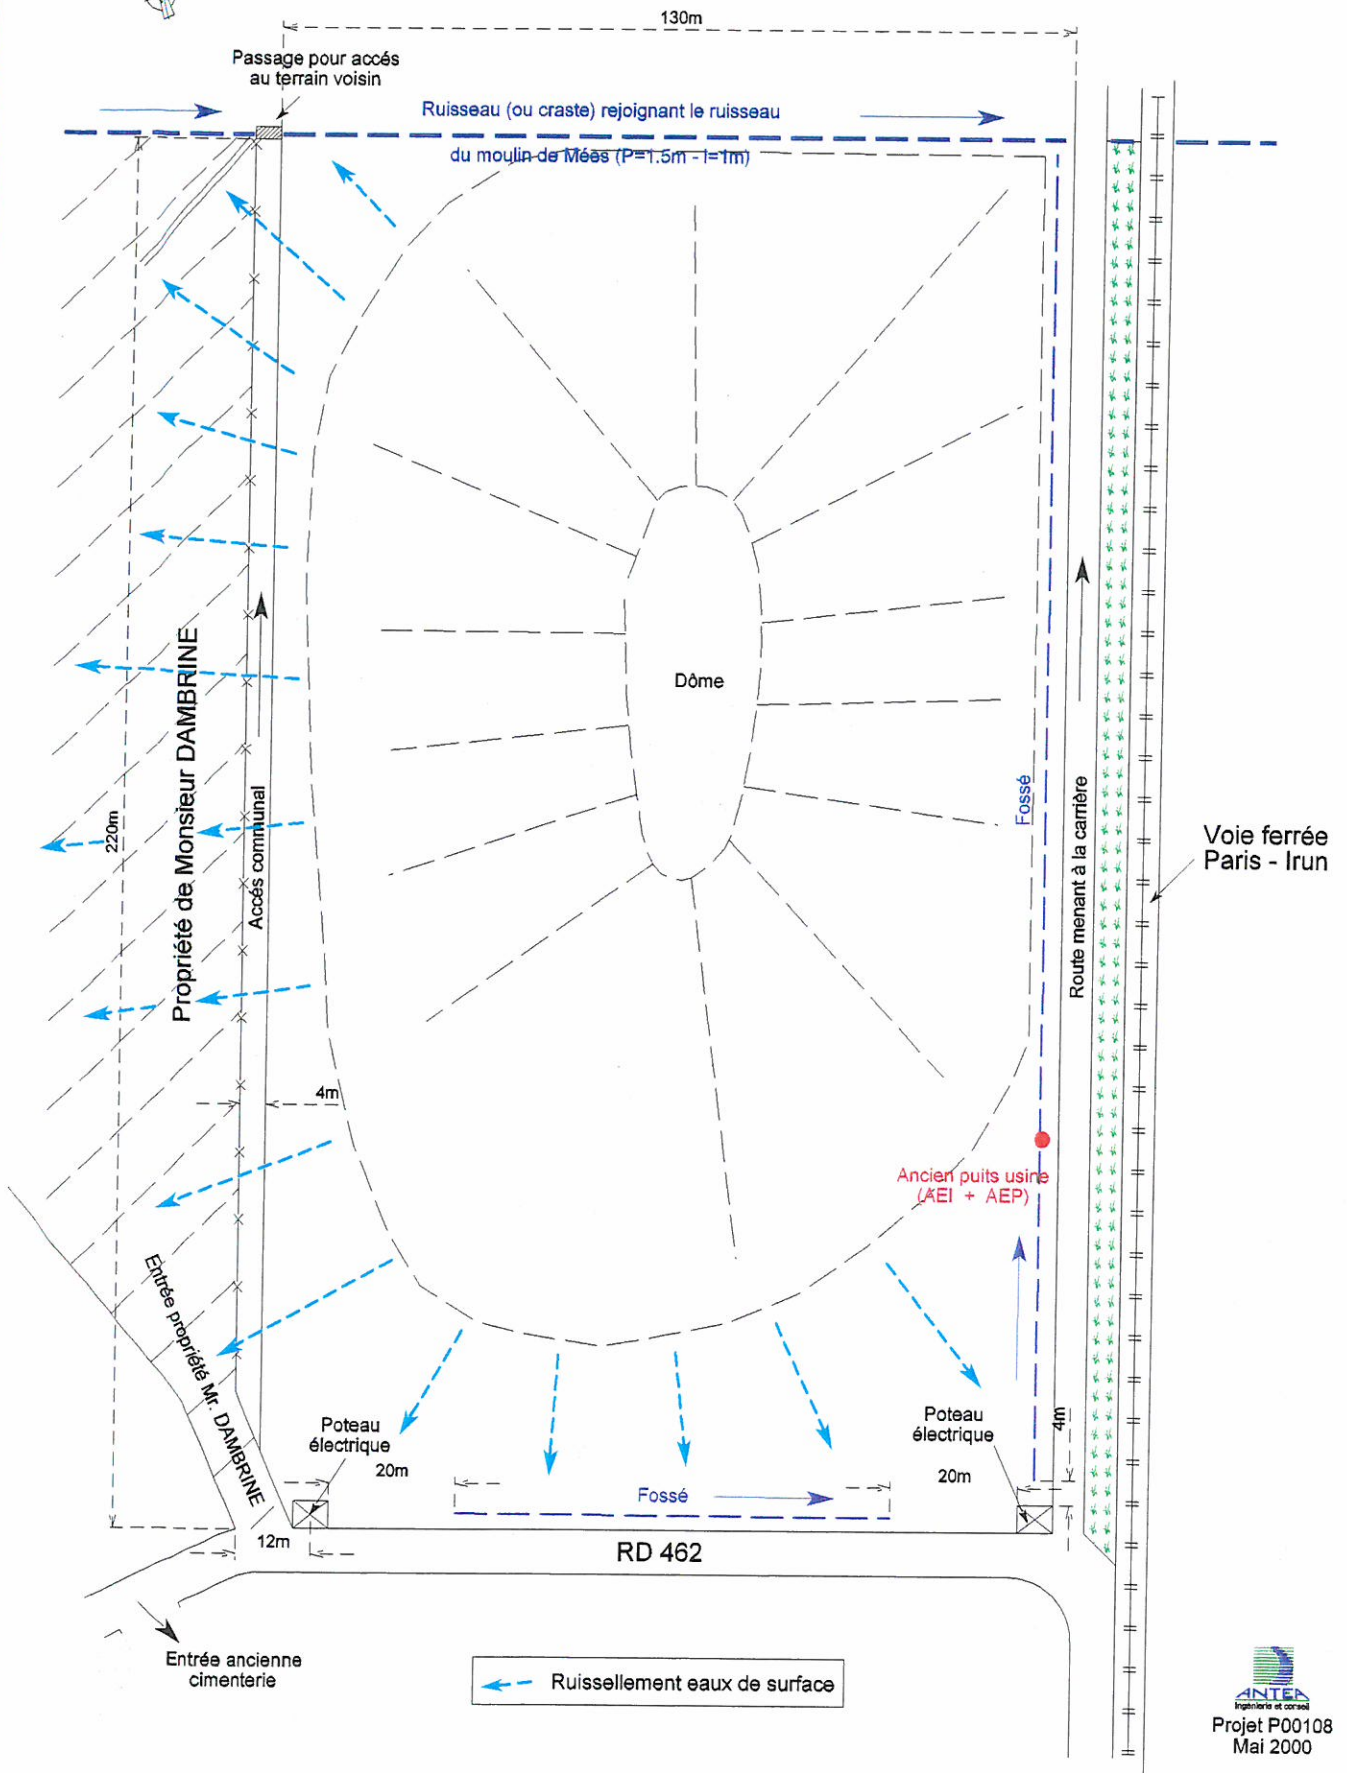 130m
Passage pour accés
au terrain voisin
Ruisseau (ou craste) rejoignant le ruisseau
du moulin de Mées (P=1.5m - l=1m)
Propriété de Monsieur DAMBRINE
220m
Accés communal
Dôme
Fossé
Route menant à la carrière
Voie ferrée
Paris - Irun
4m
Ancien puits usine
(AEI + AEP)
Entrée propriété Mr. DAMBRINE
Poteau
électrique
20m
Poteau
électrique
20m
4m
Fossé
12m
RD 462
Entrée ancienne
cimenterie
Ruissellement eaux de surface
ANTEA
Ingénierie et conseil
Projet P00108
Mai 2000